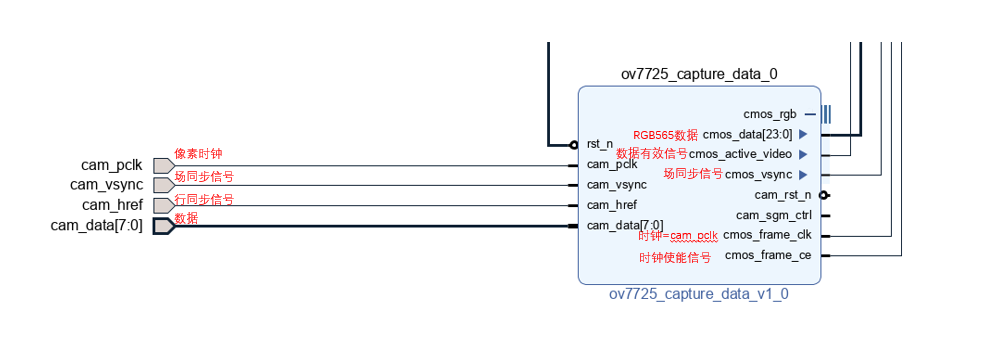 ov7725_capture_data_0
cmos_rgb
rst_n
RGB565数据 cmos_data[23:0]
像素时钟
cam_pclk
cam_pclk
数据有效信号 cmos_active_video
场同步信号
cam_vsync
cam_vsync
场同步信号 cmos_vsync
行同步信号
cam_href
cam_href
cam_rst_n
数据
cam_data[7:0]
cam_data[7:0]
cam_sgm_ctrl
时钟=cam_pclk cmos_frame_clk
时钟使能信号 cmos_frame_ce
ov7725_capture_data_v1_0